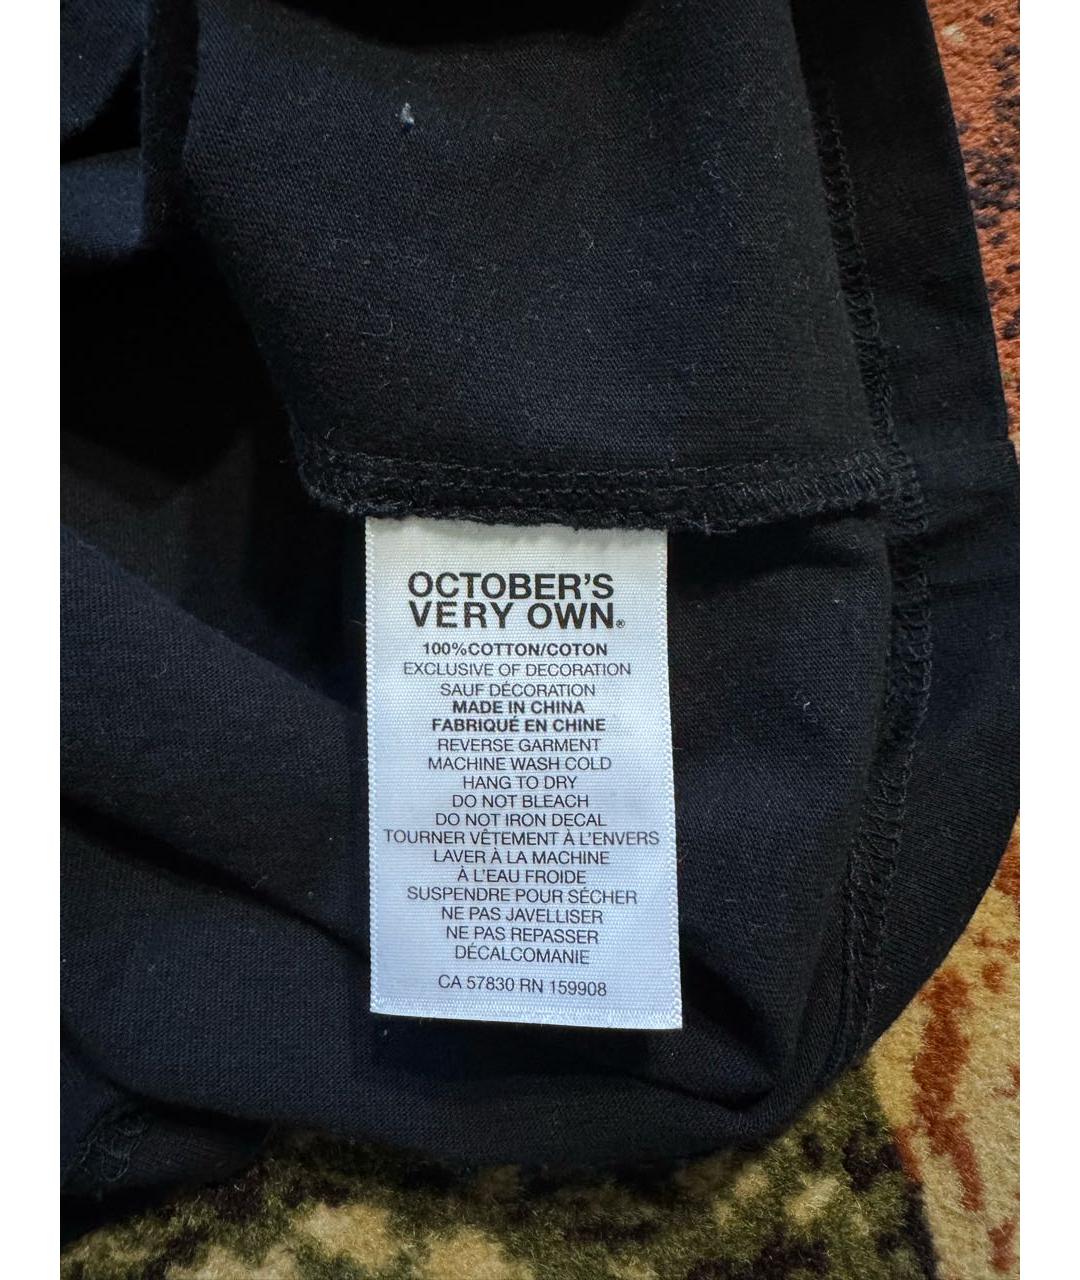 OCTOBER'S
VERY OWN®
100%COTTON/COTON
EXCLUSIVE OF DECORATION
SAUF DÉCORATION
MADE IN CHINA
FABRIQUÉ EN CHINE
REVERSE GARMENT
MACHINE WASH COLD
HANG TO DRY
DO NOT BLEACH
DO NOT IRON DECAL
TOURNER VÊTEMENT À L'ENVERS
LAVER À LA MACHINE
À L'EAU FROIDE
SUSPENDRE POUR SÉCHER
NE PAS JAVELLISER
NE PAS REPASSER
DÉCALCOMANIE
CA 57830 RN 159908